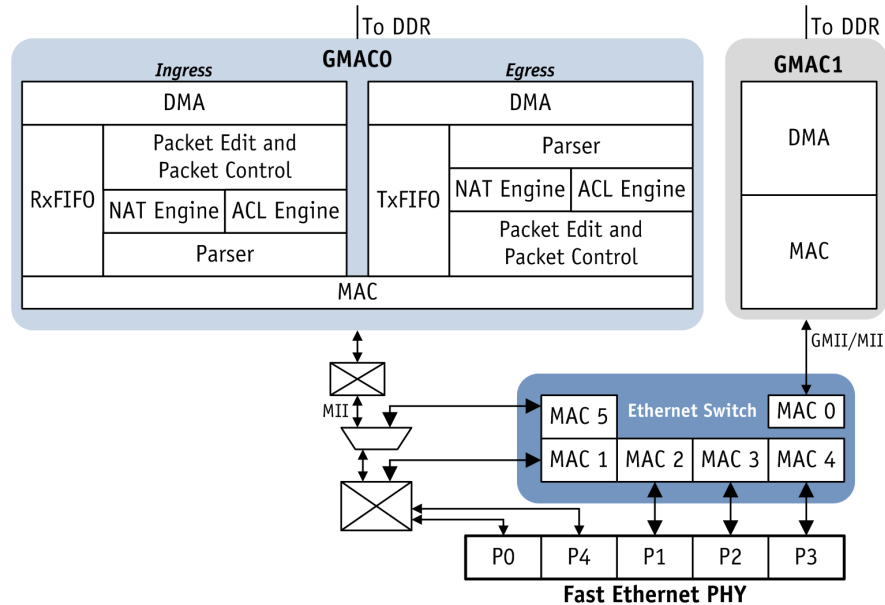 To DDR
To DDR
GMAC0
GMAC1
Ingress
Egress
DMA
DMA
RxFIFO
Packet Edit and
Packet Control
NAT Engine
ACL Engine
Parser
TxFIFO
Parser
NAT Engine
ACL Engine
Packet Edit and
Packet Control
MAC
DMA
MAC
GMII/MII
MII
Ethernet Switch
MAC 0
MAC 5
MAC 1
MAC 2
MAC 3
MAC 4
P0
P4
P1
P2
P3
Fast Ethernet PHY